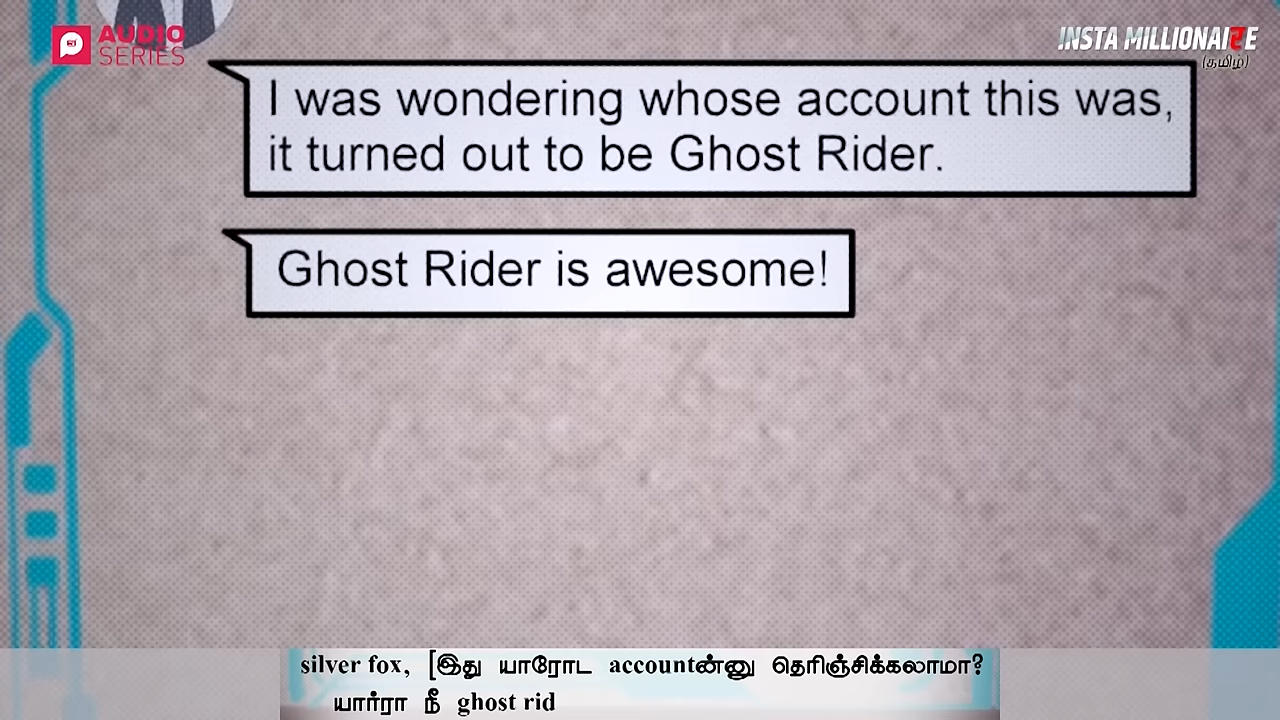 AUDIO
SERIES
INSTA MILLIONAIRE
(தமிழ்)
I was wondering whose account this was,
it turned out to be Ghost Rider.
Ghost Rider is awesome!
silver fox, [இது யாரோட accountன்னு தெரிஞ்சிக்கலாமா?
யார்ரா நீ ghost rid